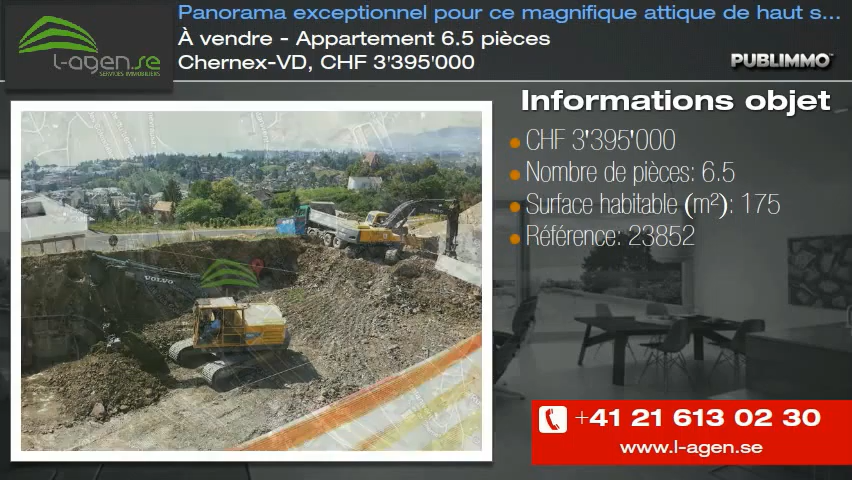 l-agen.se
SERVICES IMMOBILIERS
Panorama exceptionnel pour ce magnifique attique de haut s...
À vendre - Appartement 6.5 pièces
Chernex-VD, CHF 3'395'000
PUBLIMMO
Informations objet
CHF 3'395'000
Nombre de pièces: 6.5
Surface habitable (m²): 175
Référence: 23852
VOLVO
+41 21 613 02 30
www.l-agen.se